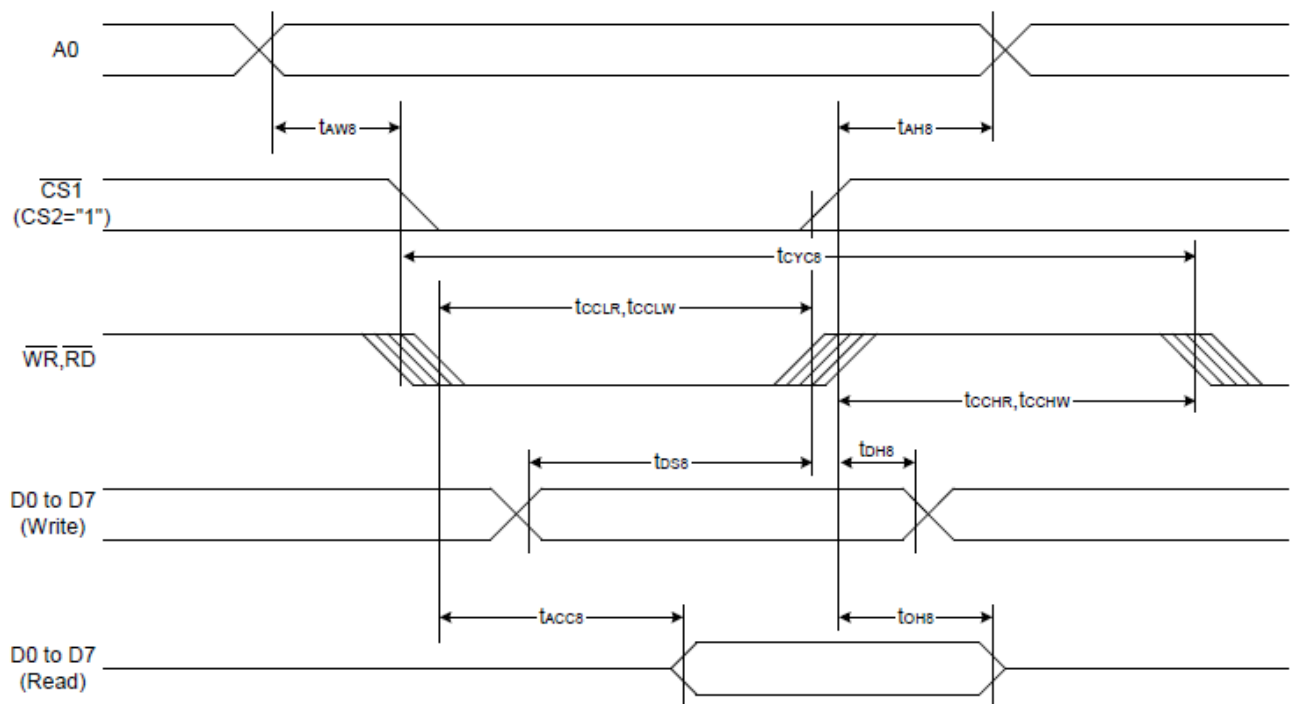 A0
tAW8
tAH8
CS1
(CS2="1")
tCYC8
tCCLR,tCCLW
WR,RD
tCCHR,tCCHW
tDS8
tDH8
D0 to D7
(Write)
tACC8
tOH8
D0 to D7
(Read)